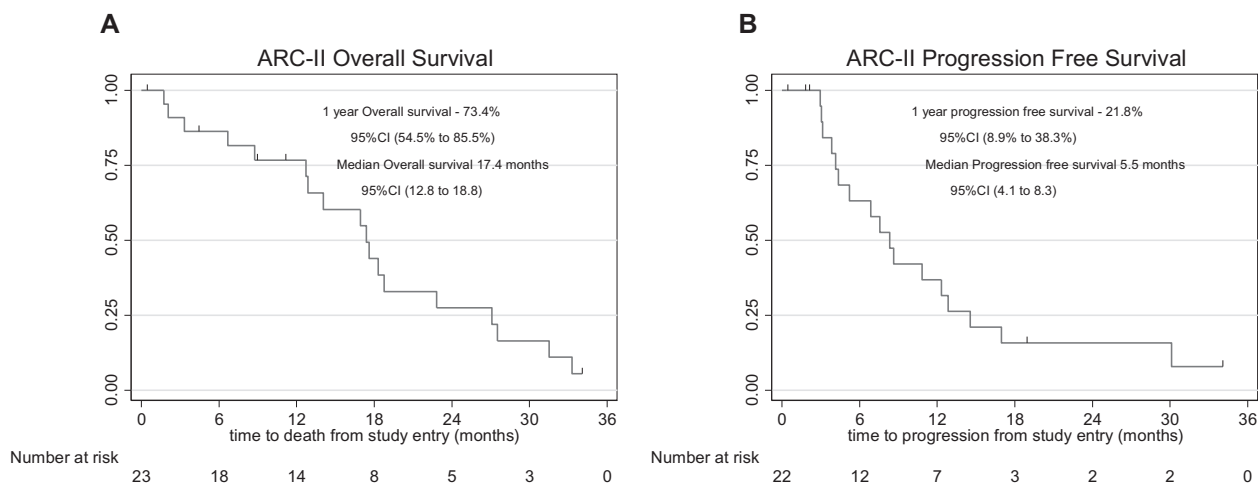 A
ARC-II Overall Survival
1.00
0.75
0.50
0.25
0.00
1 year Overall survival - 73.4%
95%CI (54.5% to 85.5%)
Median Overall survival 17.4 months
95%CI (12.8 to 18.8)
0 6 12 18 24 30 36
time to death from study entry (months)
Number at risk
23 18 14 8 5 3 0
B
ARC-II Progression Free Survival
1.00
0.75
0.50
0.25
0.00
1 year progression free survival - 21.8%
95%CI (8.9% to 38.3%)
Median Progression free survival 5.5 months
95%CI (4.1 to 8.3)
0 6 12 18 24 30 36
time to progression from study entry (months)
Number at risk
22 12 7 3 2 2 0